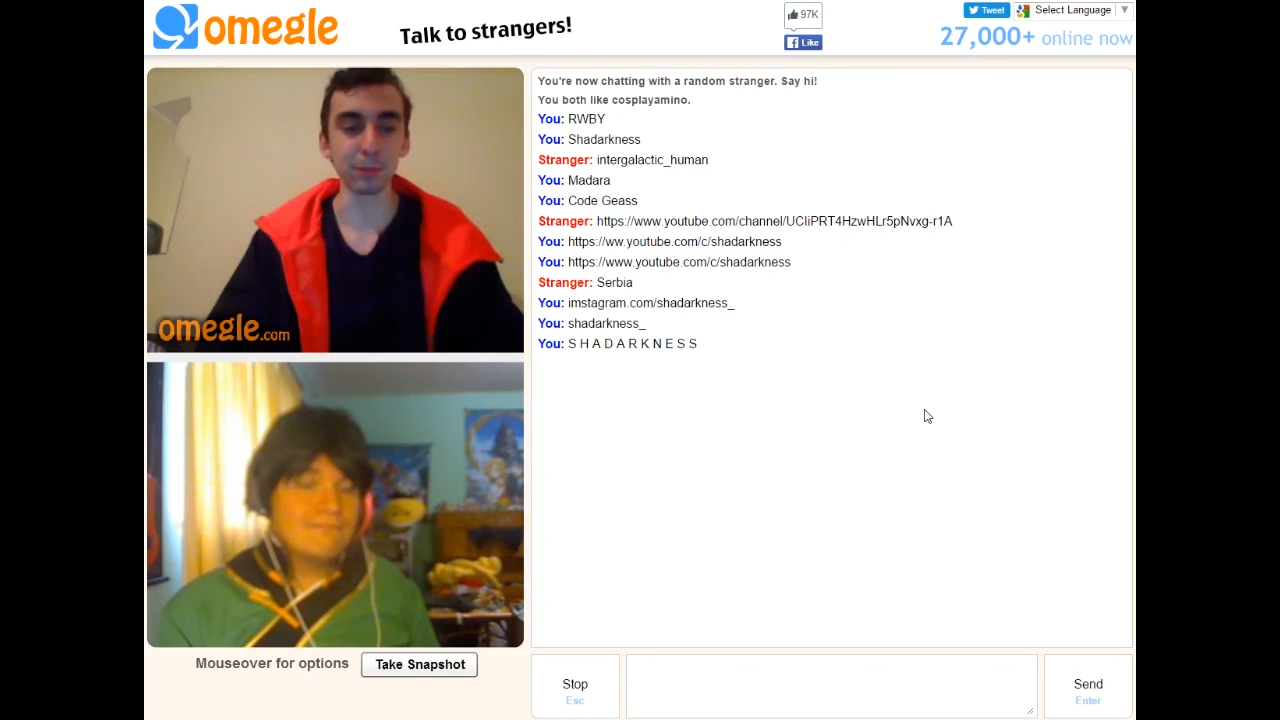 omegle
Talk to strangers!
97K
Like
Tweet
Select Language
27,000+ online now
You're now chatting with a random stranger. Say hi!
You both like cosplayamino.
You: RWBY
You: Shadarkness
Stranger: intergalactic_human
You: Madara
You: Code Geass
Stranger: https://www.youtube.com/channel/UCIiPRT4HzwHLr5pNvxg-r1A
You: https://ww.youtube.com/c/shadarkness
You: https://www.youtube.com/c/shadarkness
Stranger: Serbia
You: imstagram.com/shadarkness_
You: shadarkness_
You: S H A D A R K N E S S
omegle.com
Mouseover for options
Take Snapshot
Stop
Esc
Send
Enter